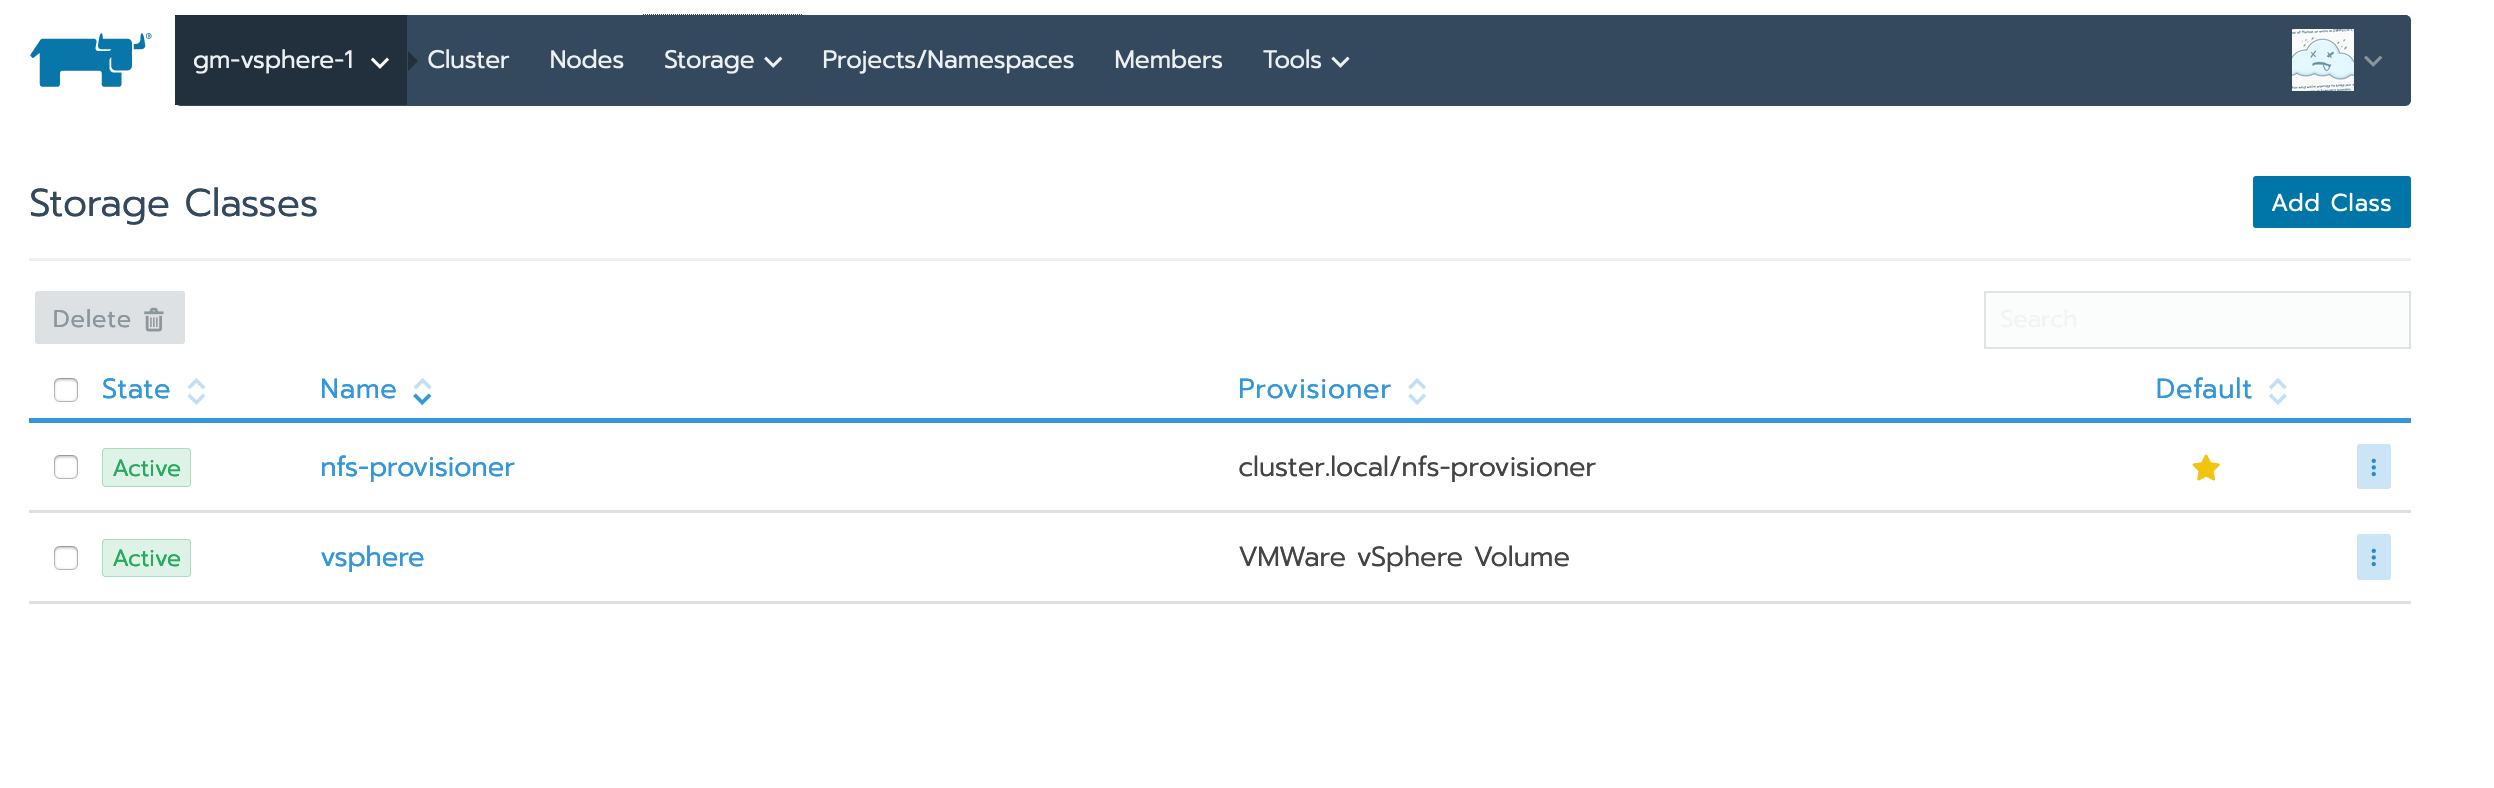 gm-vsphere-1 Cluster Nodes Storage Projects/Namespaces Members Tools
Storage Classes Add Class
Delete Search
State Name Provisioner Default
Active nfs-provisioner cluster.local/nfs-provisioner
Active vsphere VMWare vSphere Volume